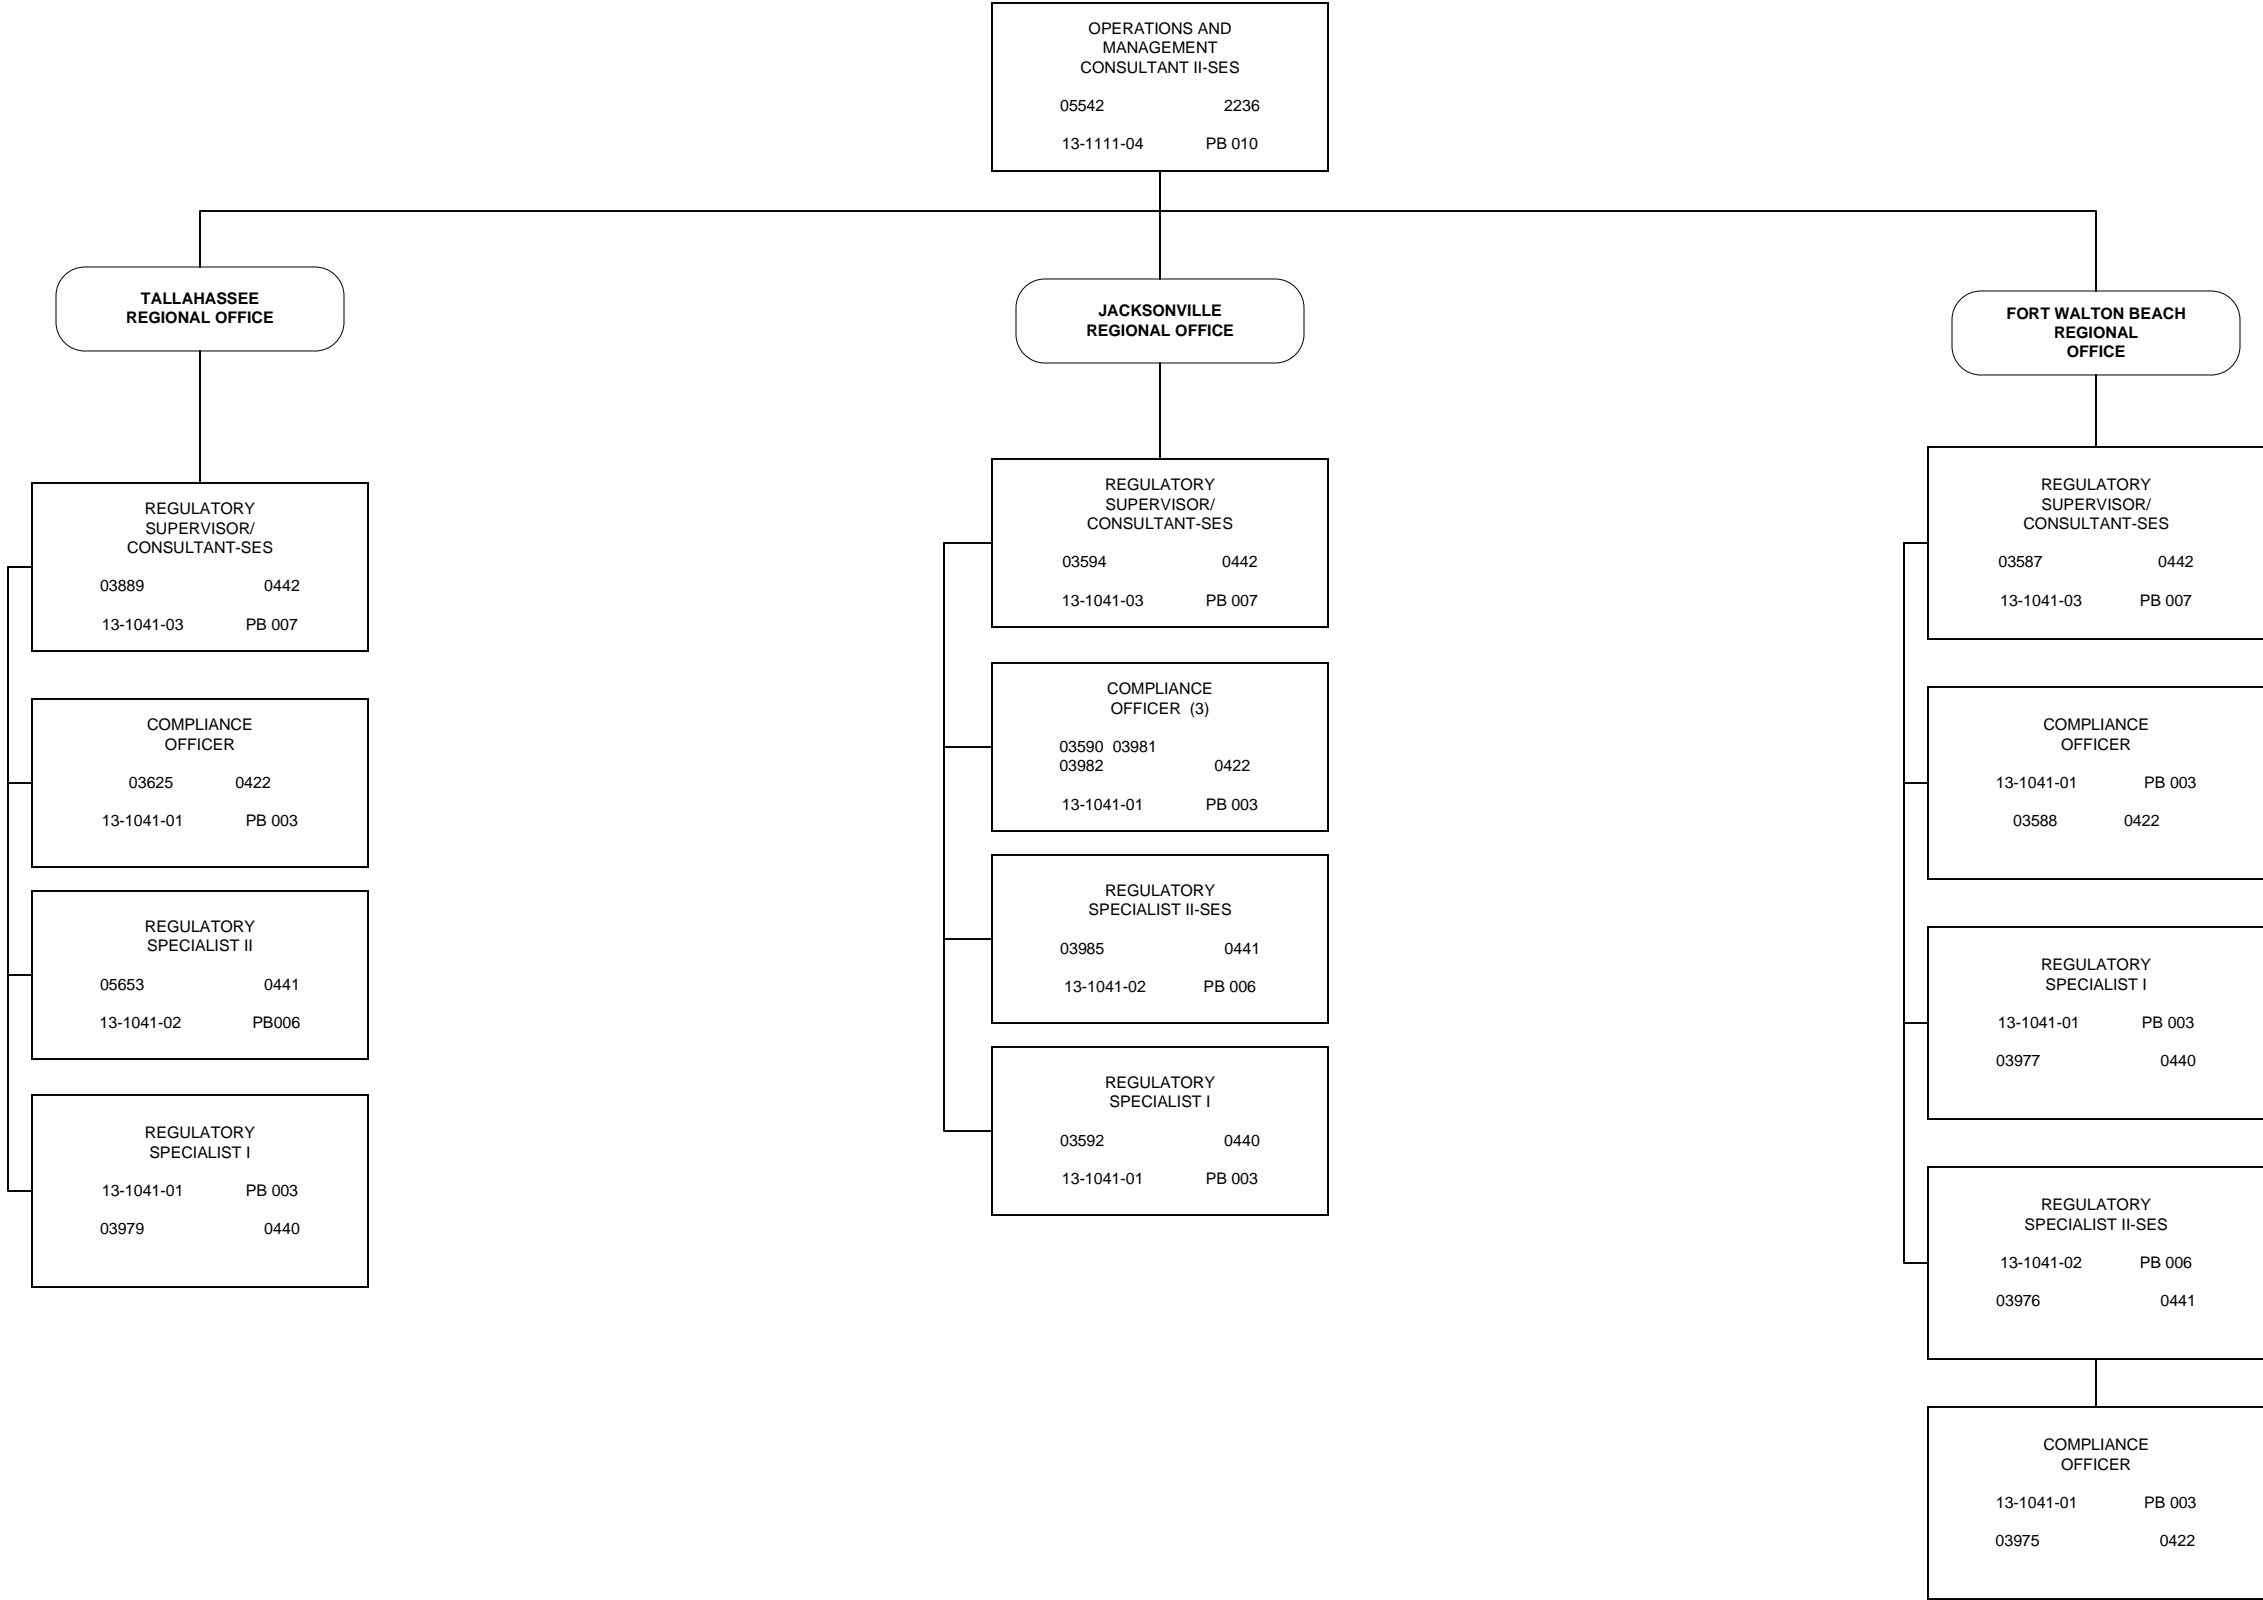 OPERATIONS AND
MANAGEMENT
CONSULTANT II-SES
05542 2236
13-1111-04 PB 010
TALLAHASSEE
REGIONAL OFFICE
REGULATORY
SUPERVISOR/
CONSULTANT-SES
03889 0442
13-1041-03 PB 007
COMPLIANCE
OFFICER
03625 0422
13-1041-01 PB 003
REGULATORY
SPECIALIST II
05653 0441
13-1041-02 PB006
REGULATORY
SPECIALIST I
13-1041-01 PB 003
03979 0440
JACKSONVILLE
REGIONAL OFFICE
REGULATORY
SUPERVISOR/
CONSULTANT-SES
03594 0442
13-1041-03 PB 007
COMPLIANCE
OFFICER (3)
03590 03981
03982 0422
13-1041-01 PB 003
REGULATORY
SPECIALIST II-SES
03985 0441
13-1041-02 PB 006
REGULATORY
SPECIALIST I
03592 0440
13-1041-01 PB 003
FORT WALTON BEACH
REGIONAL
OFFICE
REGULATORY
SUPERVISOR/
CONSULTANT-SES
03587 0442
13-1041-03 PB 007
COMPLIANCE
OFFICER
13-1041-01 PB 003
03588 0422
REGULATORY
SPECIALIST I
13-1041-01 PB 003
03977 0440
REGULATORY
SPECIALIST II-SES
13-1041-02 PB 006
03976 0441
COMPLIANCE
OFFICER
13-1041-01 PB 003
03975 0422